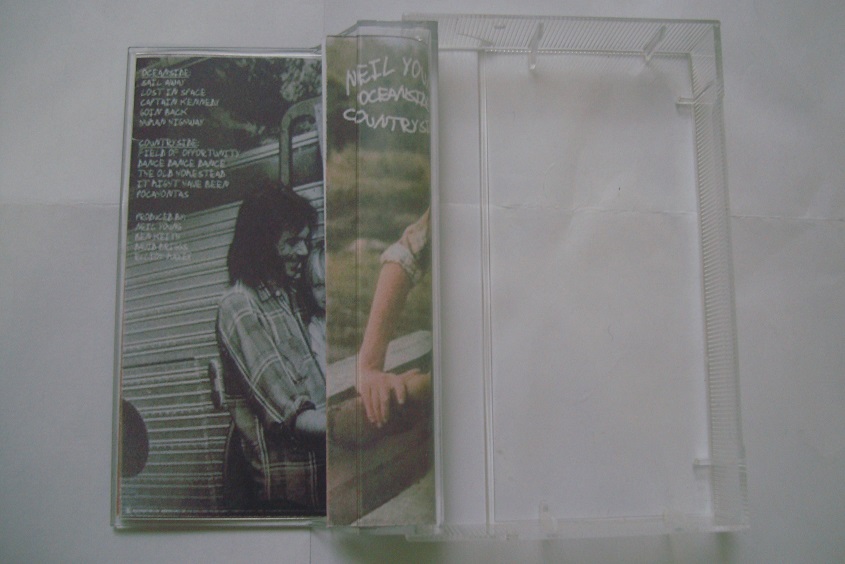 OCEANSIDE:
SAIL AWAY
LOST IN SPACE
CAPTAIN KENNEDY
GOIN BACK
HUMAN HIGHWAY
COUNTRYSIDE:
FIELD OF OPPORTUNITY
DANCE DANCE DANCE
THE OLD HOMESTEAD
IT MIGHT HAVE BEEN
POCAHONTAS
PRODUCED BY:
NEIL YOUNG
BEN KEITH
DAVID BRIGGS
ELLIOT MAZER
NEIL YOU
OCEANSID
COUNTRYS